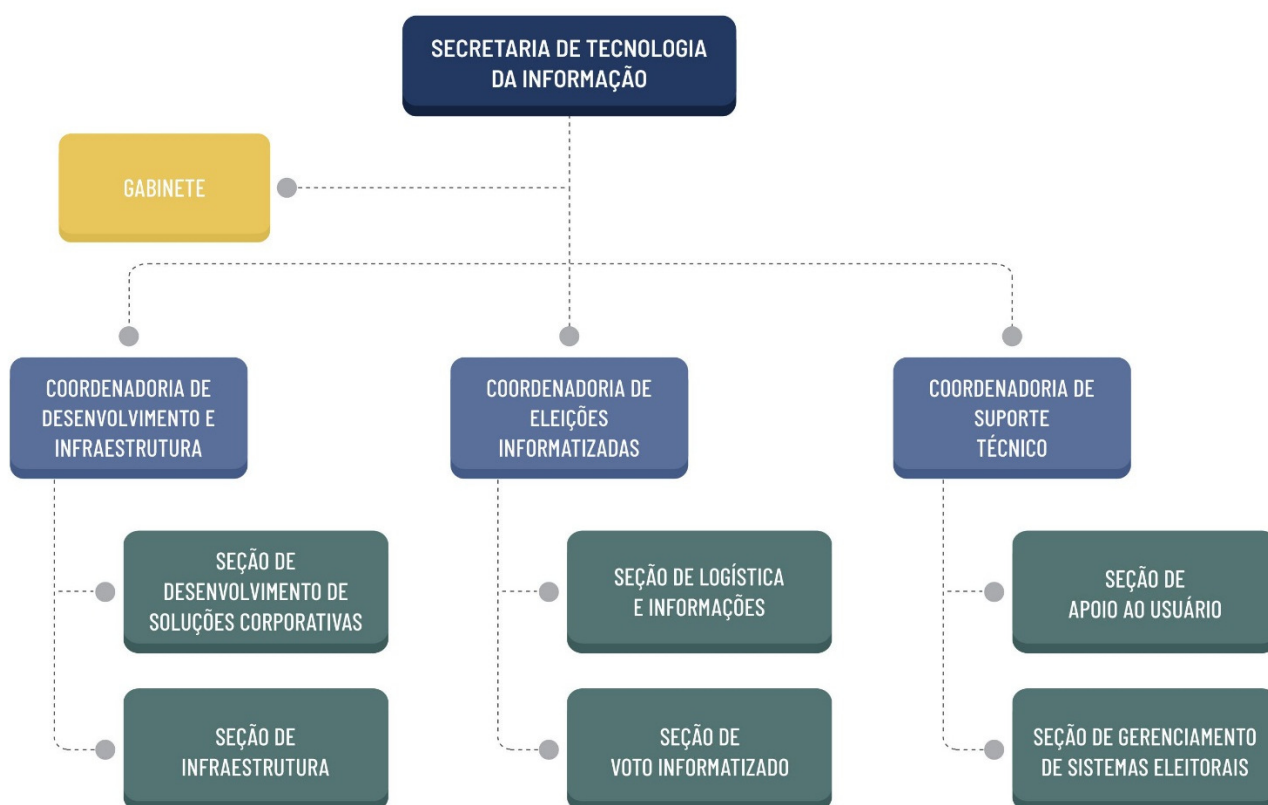 SECRETARIA DE TECNOLOGIA
DA INFORMAÇÃO
GABINETE
COORDENADORIA DE
DESENVOLVIMENTO E
INFRAESTRUTURA
COORDENADORIA DE
ELEIÇÕES
INFORMATIZADAS
COORDENADORIA DE
SUPORTE
TÉCNICO
SEÇÃO DE
DESENVOLVIMENTO DE
SOLUÇÕES CORPORATIVAS
SEÇÃO DE LOGÍSTICA
E INFORMAÇÕES
SEÇÃO DE
APOIO AO USUÁRIO
SEÇÃO DE
INFRAESTRUTURA
SEÇÃO DE
VOTO INFORMATIZADO
SEÇÃO DE GERENCIAMENTO
DE SISTEMAS ELEITORAIS